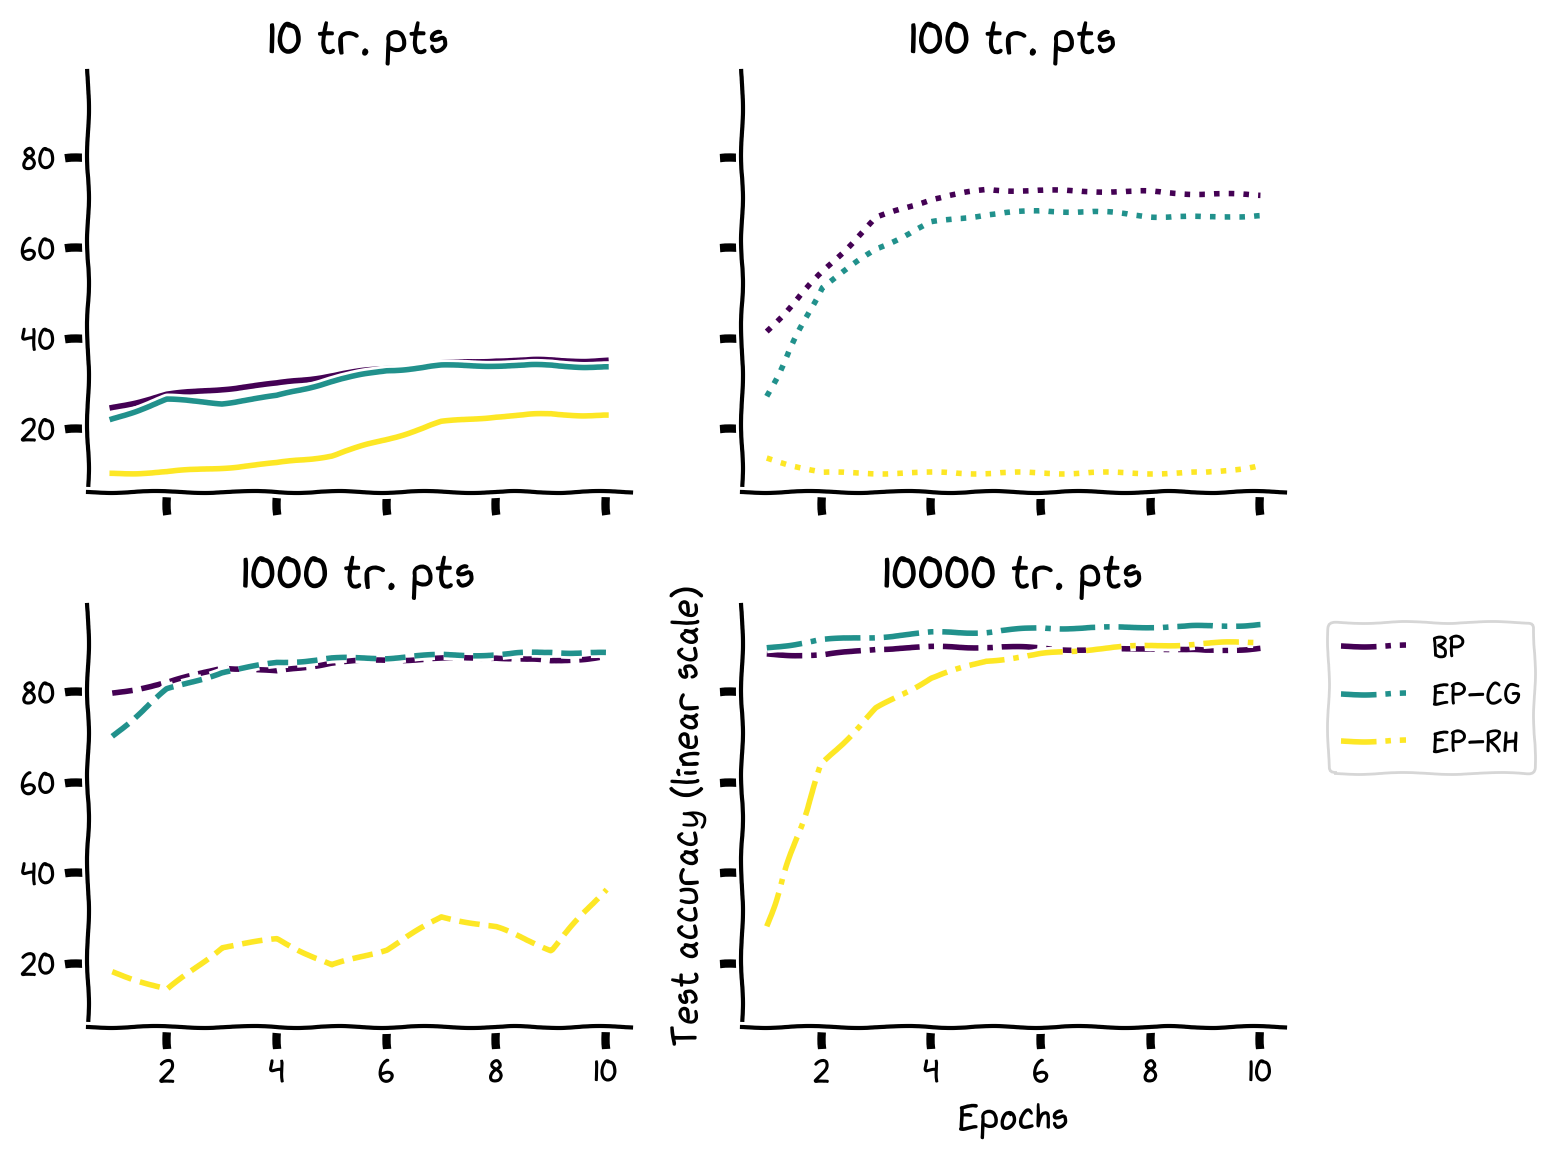 10 tr. pts
100 tr. pts
80
60
40
20
1000 tr. pts
10000 tr. pts
80
60
40
20
2 4 6 8 10
Test accuracy (linear scale)
2 4 6 8 10
Epochs
BP
EP-CG
EP-RH